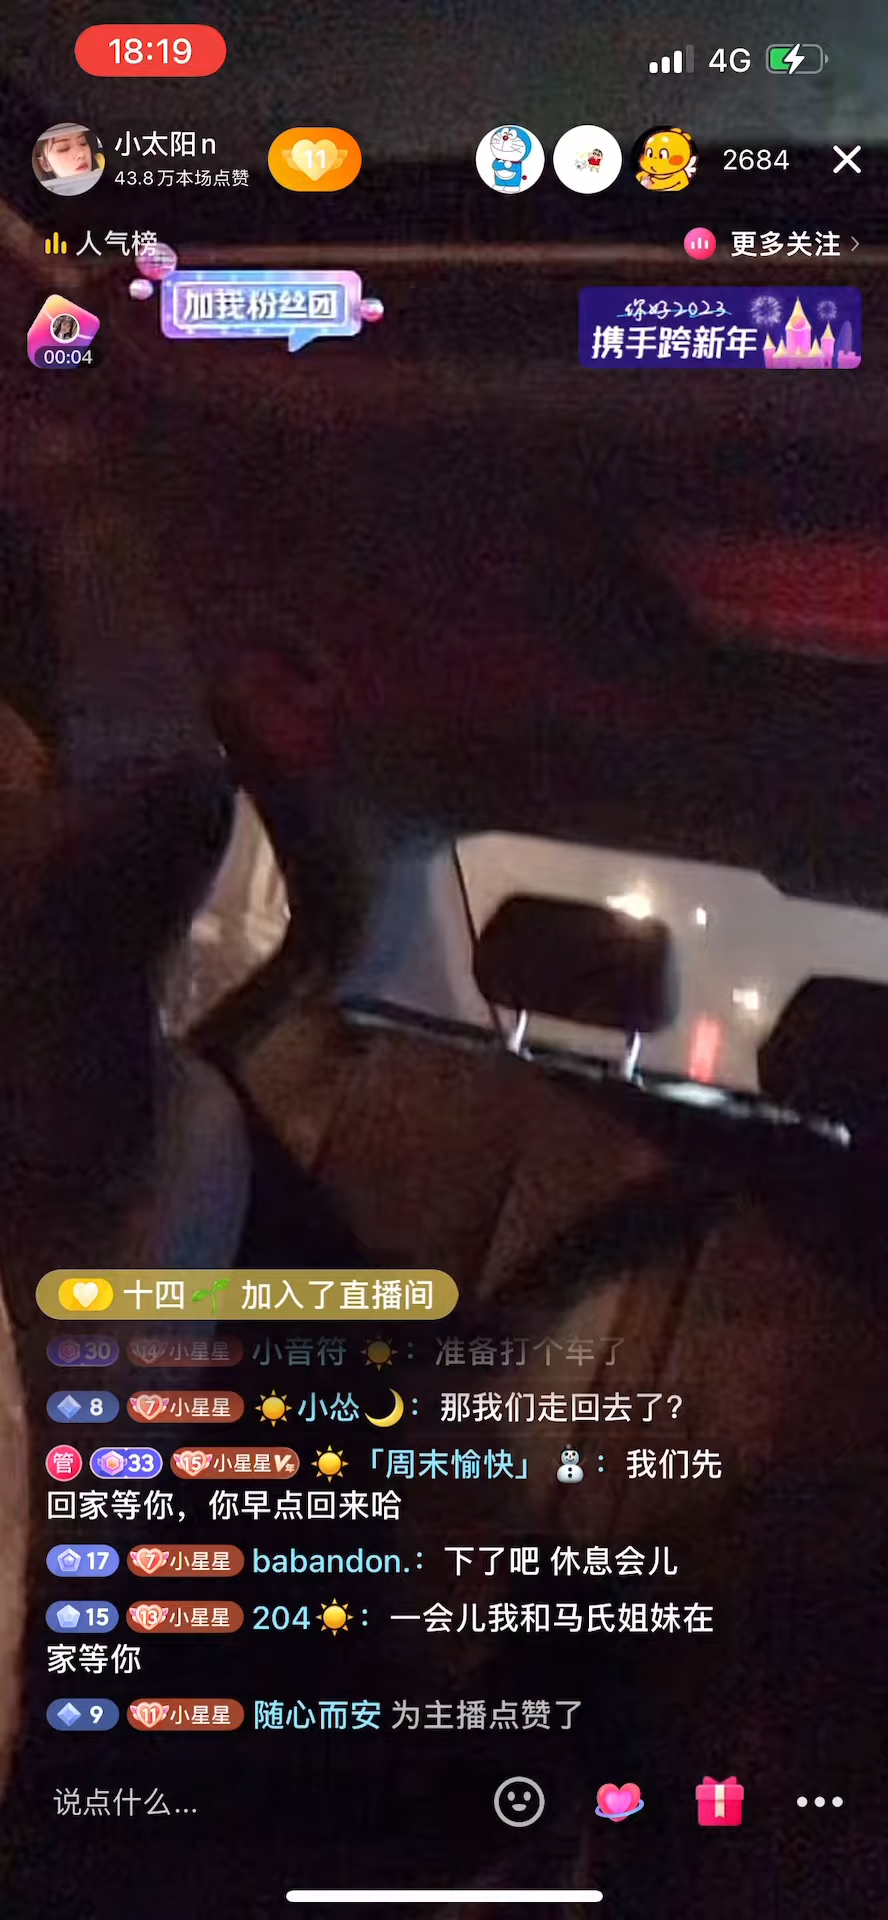 18:19
4G
小太阳n
43.8万本场点赞
11
2684
人气榜
更多关注
加我粉丝团
00:04
你好2023
携手跨新年
十四 加入了直播间
30 14 小星星 小音符：准备打个车了
8 7 小星星 小怂：那我们走回去了？
管 33 15 小星星 V年 「周末愉快」：我们先
回家等你，你早点回来哈
17 7 小星星 babandon.：下了吧 休息会儿
15 13 小星星 204：一会儿我和马氏姐妹在
家等你
9 11 小星星 随心而安 为主播点赞了
说点什么...